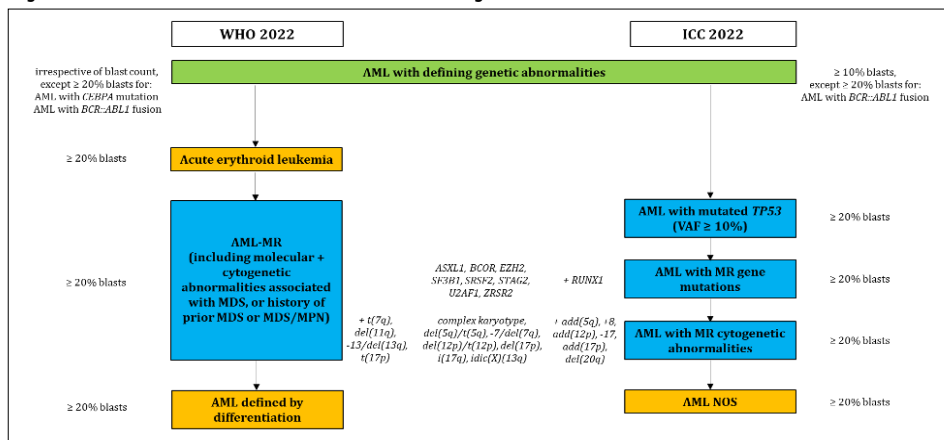 WHO 2022
ICC 2022
AML with defining genetic abnormalities
irrespective of blast count,
except ≥ 20% blasts for:
AML with CEBPA mutation
AML with BCR::ABL1 fusion
≥ 10% blasts,
except ≥ 20% blasts for:
AML with BCR::ABL1 fusion
≥ 20% blasts
Acute erythroid leukemia
≥ 20% blasts
AML-MR
(including molecular +
cytogenetic
abnormalities associated
with MDS, or history of
prior MDS or MDS/MPN)
+ t(7q),
del(11q),
-13/del(13q),
t(17p)
ASXL1, BCOR, EZH2,
SF3B1, SRSF2, STAG2,
U2AF1, ZRSR2
+ RUNX1
complex karyotype,
del(5q)/t(5q), -7/del(7q),
del(12p)/t(12p), del(17p),
i(17q), idic(X)(13q)
+ add(5q), +8,
add(12p), -17,
add(17p),
del(20q)
AML with mutated TP53
(VAF ≥ 10%)
≥ 20% blasts
AML with MR gene
mutations
≥ 20% blasts
AML with MR cytogenetic
abnormalities
≥ 20% blasts
≥ 20% blasts
AML defined by
differentiation
AML NOS
≥ 20% blasts